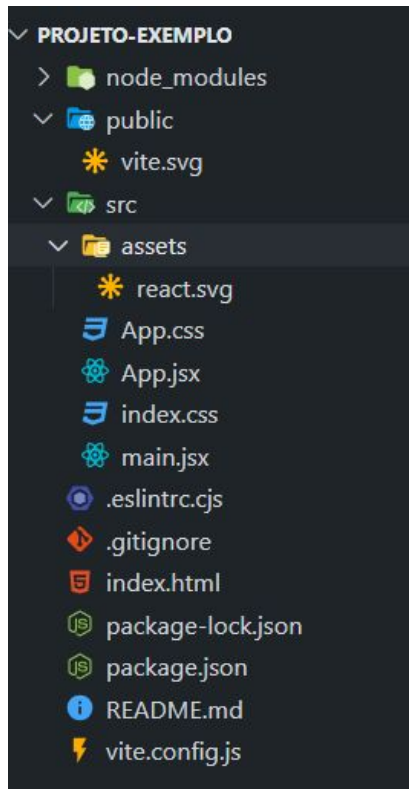 PROJETO-EXEMPLO
node_modules
public
vite.svg
src
assets
react.svg
App.css
App.jsx
index.css
main.jsx
.eslintrc.cjs
.gitignore
index.html
package-lock.json
package.json
README.md
vite.config.js